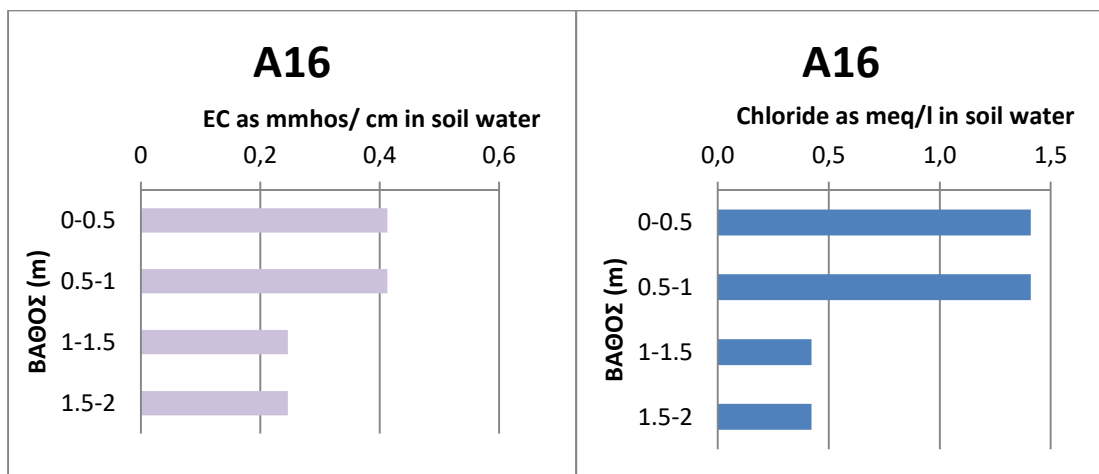 A16
EC as mmhos/ cm in soil water
0 0,2 0,4 0,6
ΒΑΘΟΣ (m)
0-0.5
0.5-1
1-1.5
1.5-2
A16
Chloride as meq/l in soil water
0,0 0,5 1,0 1,5
ΒΑΘΟΣ (m)
0-0.5
0.5-1
1-1.5
1.5-2